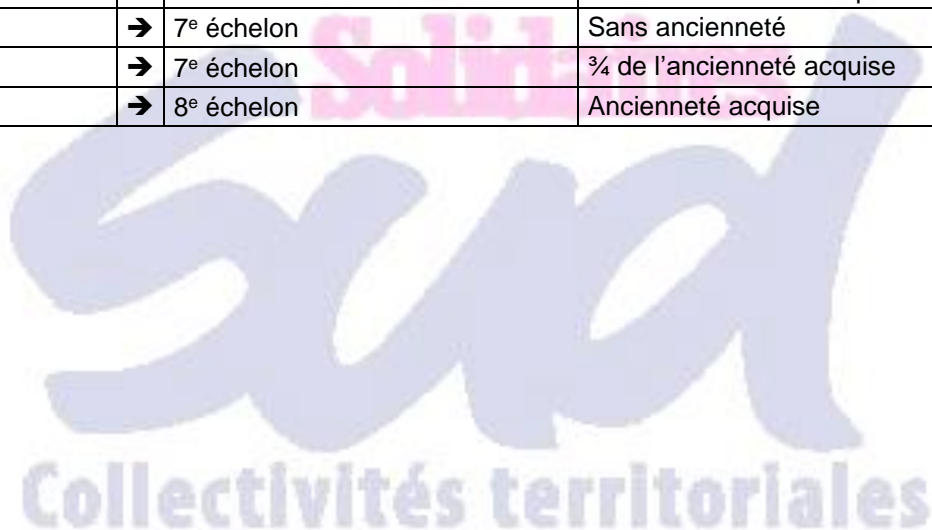 ➔ 7e échelon Sans ancienneté
➔ 7e échelon ¾ de l’ancienneté acquise
➔ 8e échelon Ancienneté acquise
Solidaires
Sud
Collectivités territoriales